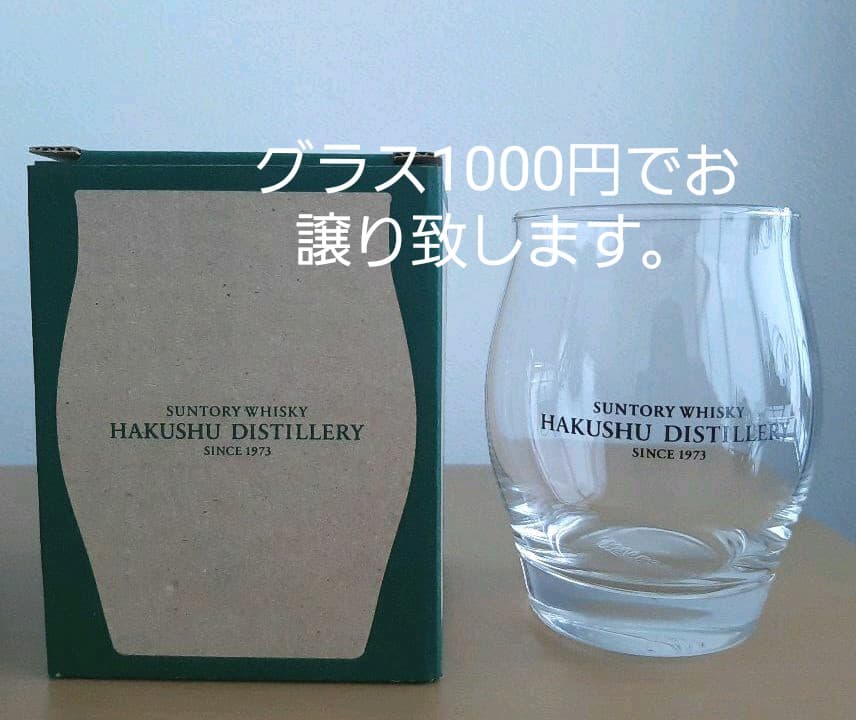 グラス1000円でお
譲り致します。
SUNTORY WHISKY
HAKUSHU DISTILLERY
SINCE 1973
SUNTORY WHISKY
HAKUSHU DISTILLERY
SINCE 1973